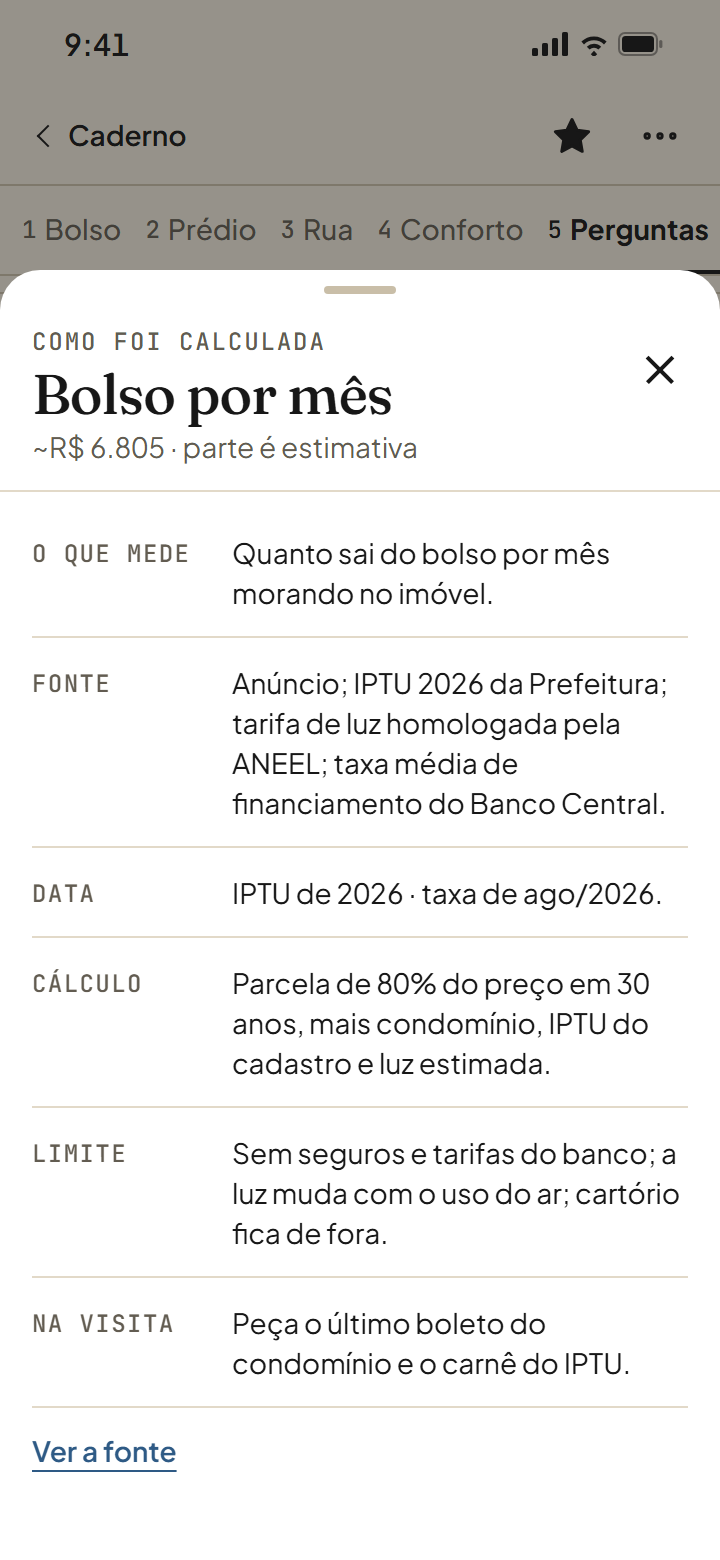 9:41
Caderno
1 Bolso 2 Prédio 3 Rua 4 Conforto 5 Perguntas
COMO FOI CALCULADA
Bolso por mês
~R$ 6.805 · parte é estimativa
O QUE MEDE
Quanto sai do bolso por mês
morando no imóvel.
FONTE
Anúncio; IPTU 2026 da Prefeitura;
tarifa de luz homologada pela
ANEEL; taxa média de
financiamento do Banco Central.
DATA
IPTU de 2026 · taxa de ago/2026.
CÁLCULO
Parcela de 80% do preço em 30
anos, mais condomínio, IPTU do
cadastro e luz estimada.
LIMITE
Sem seguros e tarifas do banco; a
luz muda com o uso do ar; cartório
fica de fora.
NA VISITA
Peça o último boleto do
condomínio e o carnê do IPTU.
Ver a fonte